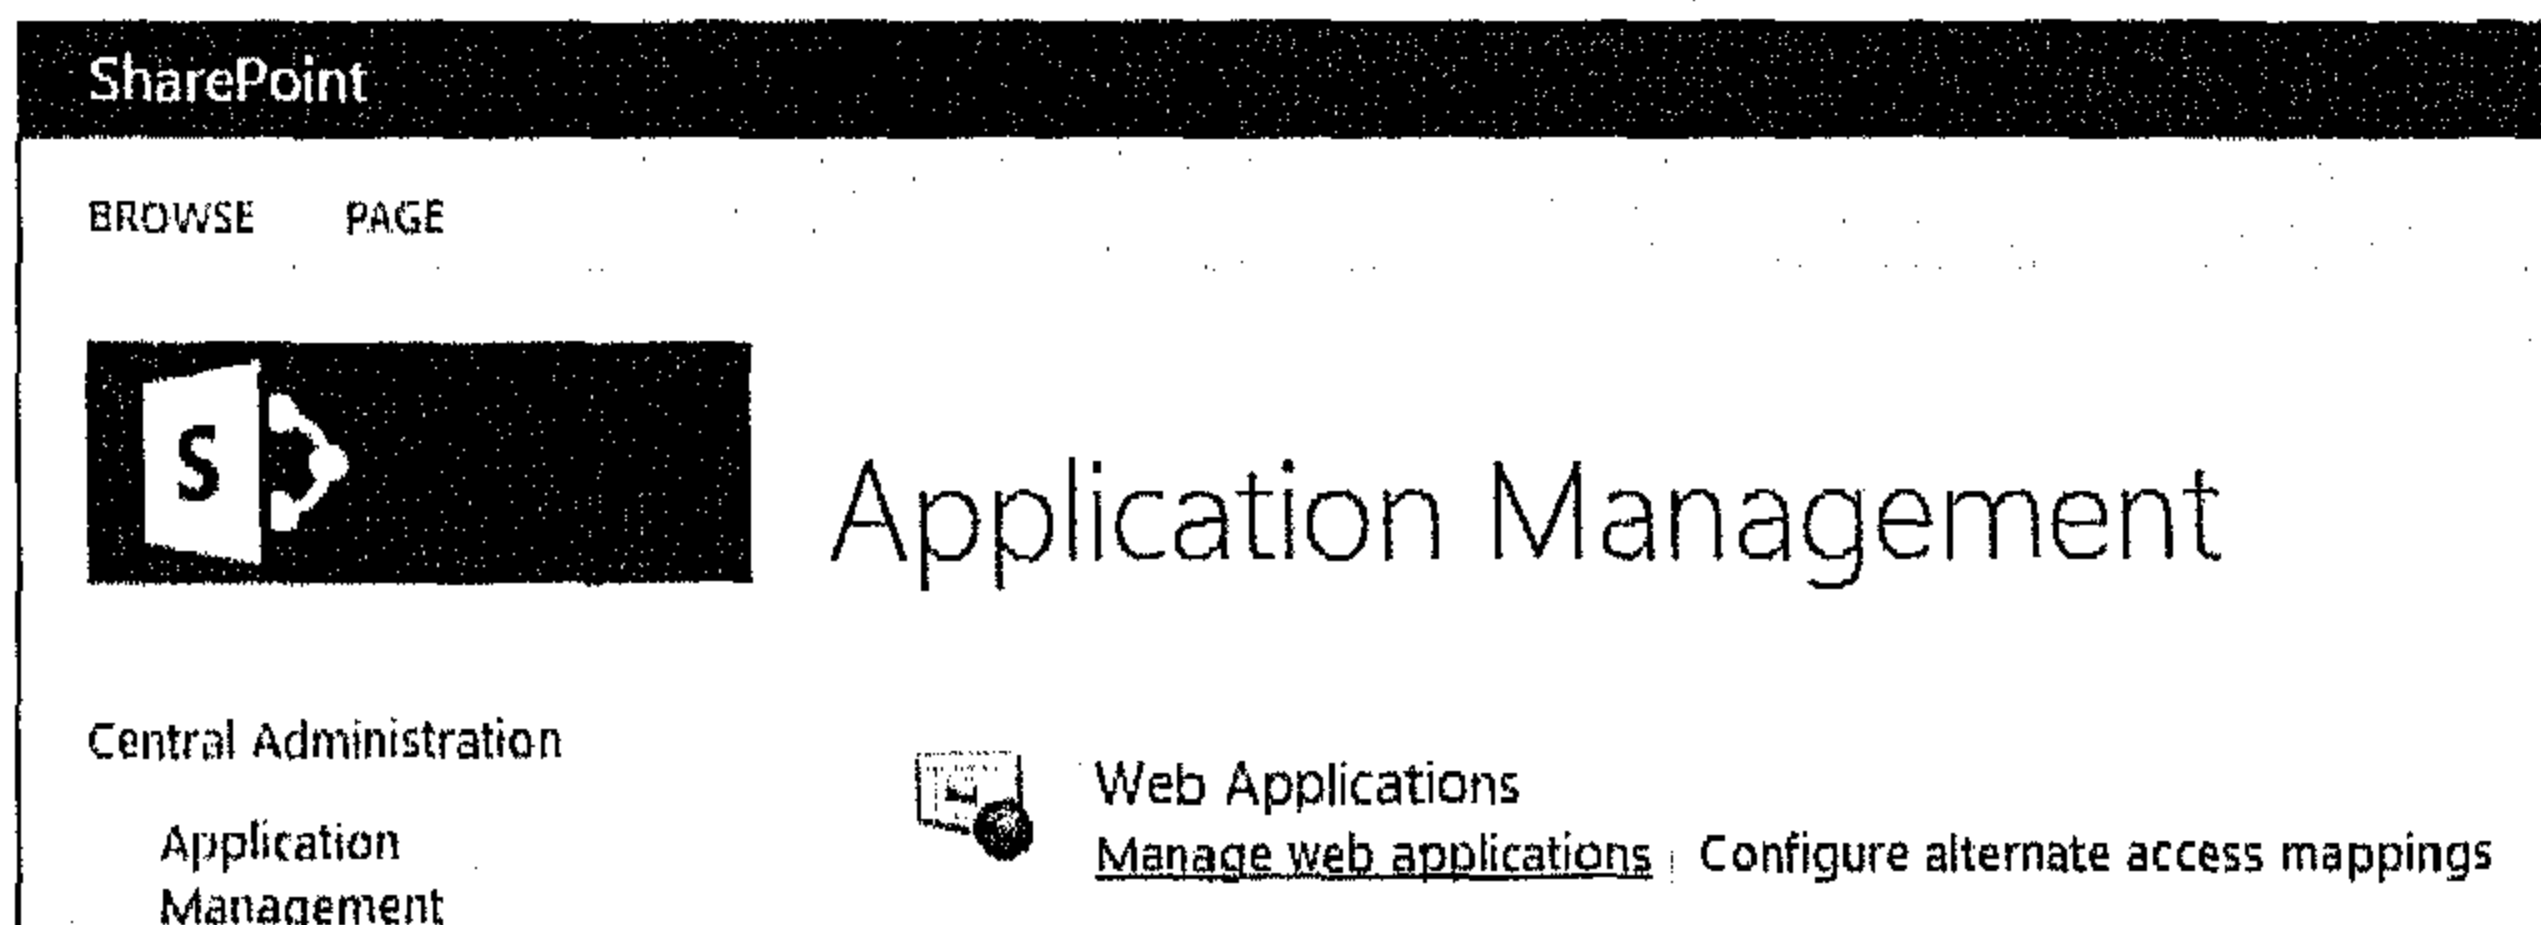 SharePoint
BROWSE PAGE
S
Application Management
Central Administration
Application
Management
Web Applications
Manage web applications | Configure alternate access mappings